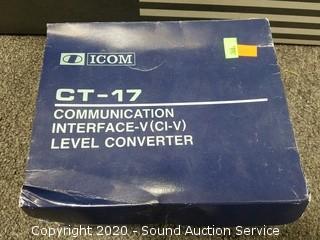 ICOM
CT-17
COMMUNICATION
INTERFACE-V (CI-V)
LEVEL CONVERTER
Copyright 2020 - Sound Auction Service